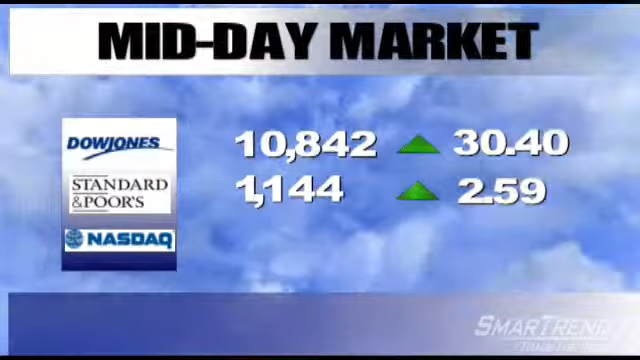 MID-DAY MARKET
DOWJONES 10,842 30.40
STANDARD
&POOR'S 1,144 2.59
NASDAQ
SMARTREND